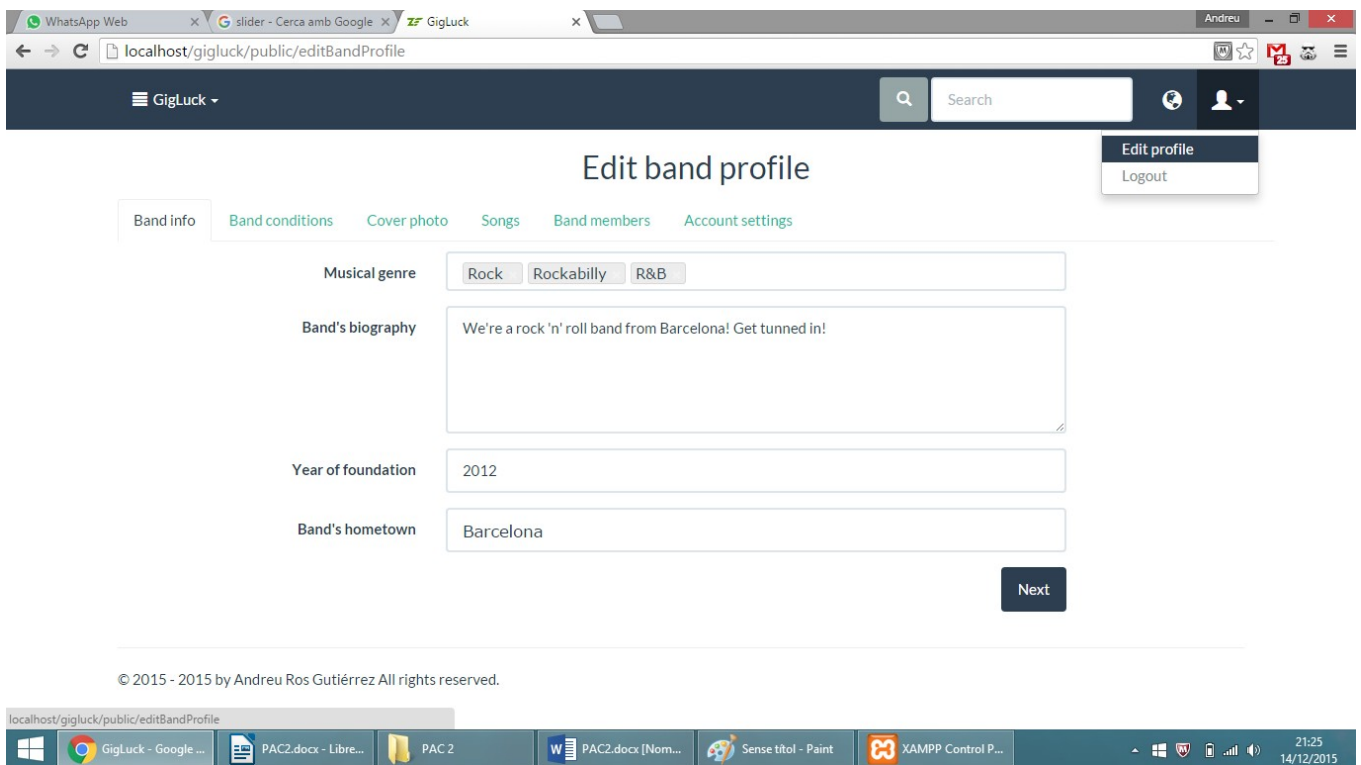 WhatsApp Web
slider - Cerca amb Google
GigLuck
Andreu
localhost/gigluck/public/editBandProfile
25
GigLuck
Search
Edit profile
Logout
Edit band profile
Band info Band conditions Cover photo Songs Band members Account settings
Musical genre Rock Rockabilly R&B
Band's biography We're a rock 'n' roll band from Barcelona! Get tunned in!
Year of foundation 2012
Band's hometown Barcelona
Next
© 2015 - 2015 by Andreu Ros Gutiérrez All rights reserved.
localhost/gigluck/public/editBandProfile
GigLuck - Google ... PAC2.docx - Libre... PAC 2 PAC2.docx [Nom... Sense títol - Paint XAMPP Control P...
21:25
14/12/2015